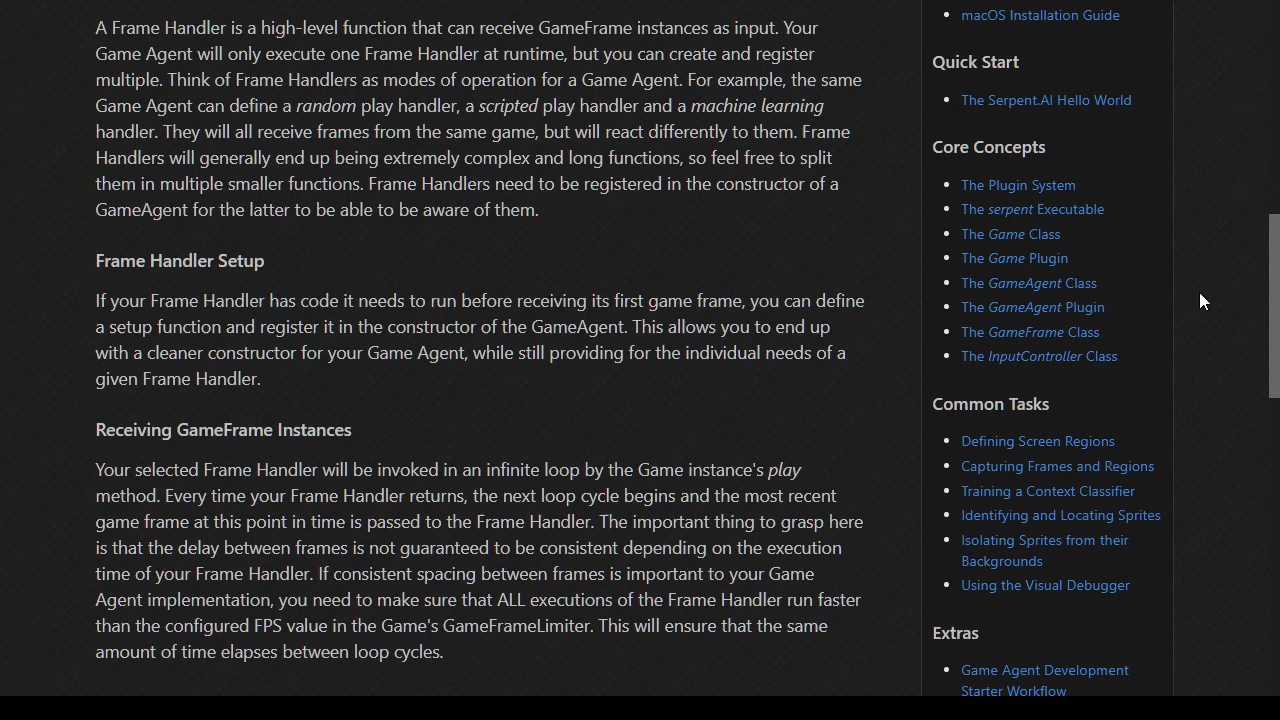 A Frame Handler is a high-level function that can receive GameFrame instances as input. Your
Game Agent will only execute one Frame Handler at runtime, but you can create and register
multiple. Think of Frame Handlers as modes of operation for a Game Agent. For example, the same
Game Agent can define a random play handler, a scripted play handler and a machine learning
handler. They will all receive frames from the same game, but will react differently to them. Frame
Handlers will generally end up being extremely complex and long functions, so feel free to split
them in multiple smaller functions. Frame Handlers need to be registered in the constructor of a
GameAgent for the latter to be able to be aware of them.
Frame Handler Setup
If your Frame Handler has code it needs to run before receiving its first game frame, you can define
a setup function and register it in the constructor of the GameAgent. This allows you to end up
with a cleaner constructor for your Game Agent, while still providing for the individual needs of a
given Frame Handler.
Receiving GameFrame Instances
Your selected Frame Handler will be invoked in an infinite loop by the Game instance's play
method. Every time your Frame Handler returns, the next loop cycle begins and the most recent
game frame at this point in time is passed to the Frame Handler. The important thing to grasp here
is that the delay between frames is not guaranteed to be consistent depending on the execution
time of your Frame Handler. If consistent spacing between frames is important to your Game
Agent implementation, you need to make sure that ALL executions of the Frame Handler run faster
than the configured FPS value in the Game's GameFrameLimiter. This will ensure that the same
amount of time elapses between loop cycles.
macOS Installation Guide
Quick Start
The Serpent.AI Hello World
Core Concepts
The Plugin System
The serpent Executable
The Game Class
The Game Plugin
The GameAgent Class
The GameAgent Plugin
The GameFrame Class
The InputController Class
Common Tasks
Defining Screen Regions
Capturing Frames and Regions
Training a Context Classifier
Identifying and Locating Sprites
Isolating Sprites from their
Backgrounds
Using the Visual Debugger
Extras
Game Agent Development
Starter Workflow